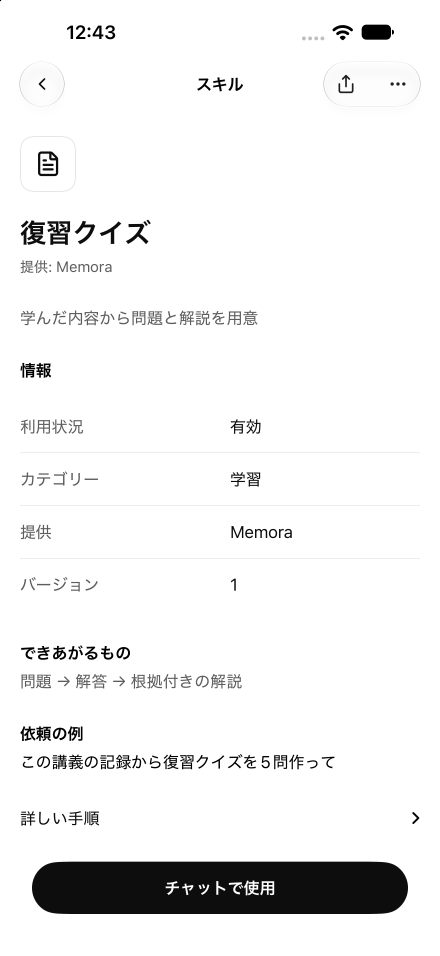 12:43
スキル
復習クイズ
提供: Memora
学んだ内容から問題と解説を用意
情報
利用状況 有効
カテゴリー 学習
提供 Memora
バージョン 1
できあがるもの
問題 → 解答 → 根拠付きの解説
依頼の例
この講義の記録から復習クイズを5問作って
詳しい手順
チャットで使用